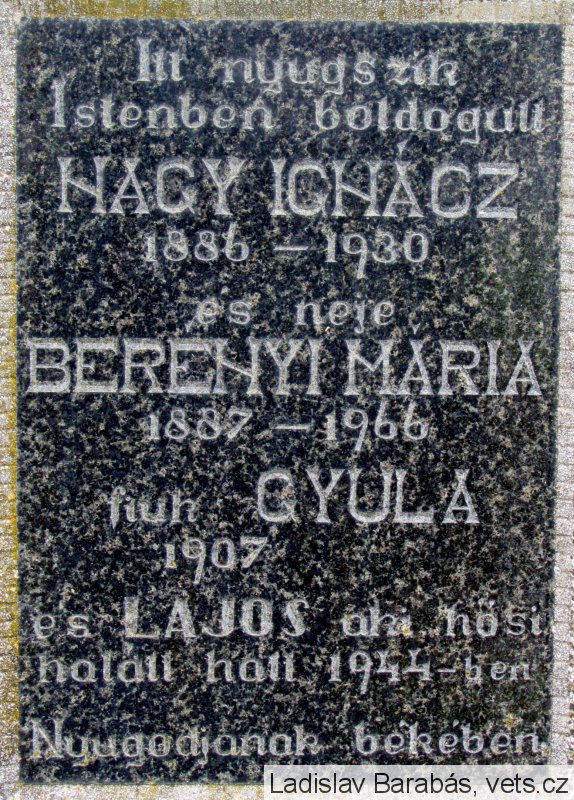 Itt nyugszik
Istenben boldogult
NAGY IGNÁCZ
1886 – 1930
és neje
BERÉNYI MÁRIA
1887 – 1966
fiuk GYULA
1907
és LAJOS aki hősi
halált halt 1944-ben
Nyugodjanak békében
Ladislav Barabás, vets.cz